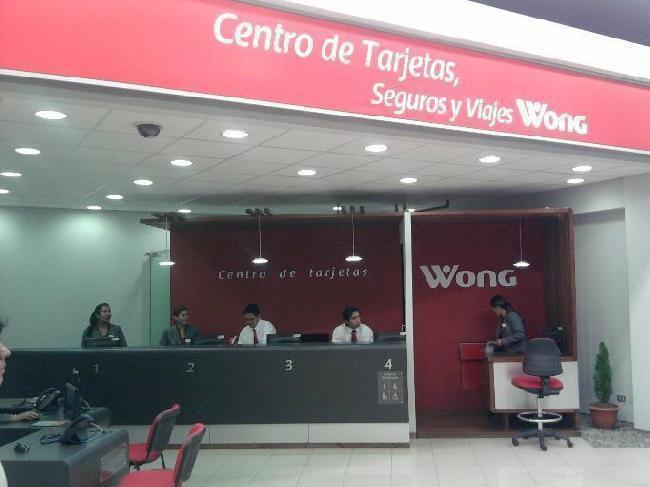 Centro de Tarjetas,
Seguros y Viajes Wong
Centro de tarjetas
Wong
1
2
3
4